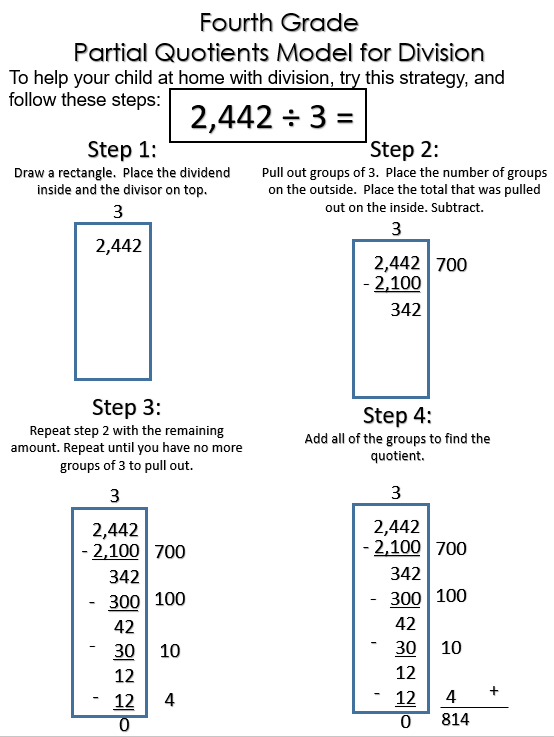 Fourth Grade
Partial Quotients Model for Division
To help your child at home with division, try this strategy, and
follow these steps:
2,442 ÷ 3 =
Step 1:
Draw a rectangle. Place the dividend
inside and the divisor on top.
3
2,442
Step 2:
Pull out groups of 3. Place the number of groups
on the outside. Place the total that was pulled
out on the inside. Subtract.
3
2,442 700
- 2,100
342
Step 3:
Repeat step 2 with the remaining
amount. Repeat until you have no more
groups of 3 to pull out.
3
2,442
- 2,100 700
342
- 300 100
42
- 30 10
12
- 12 4
0
Step 4:
Add all of the groups to find the
quotient.
3
2,442
- 2,100 700
342
- 300 100
42
- 30 10
12
- 12 4 +
0 814